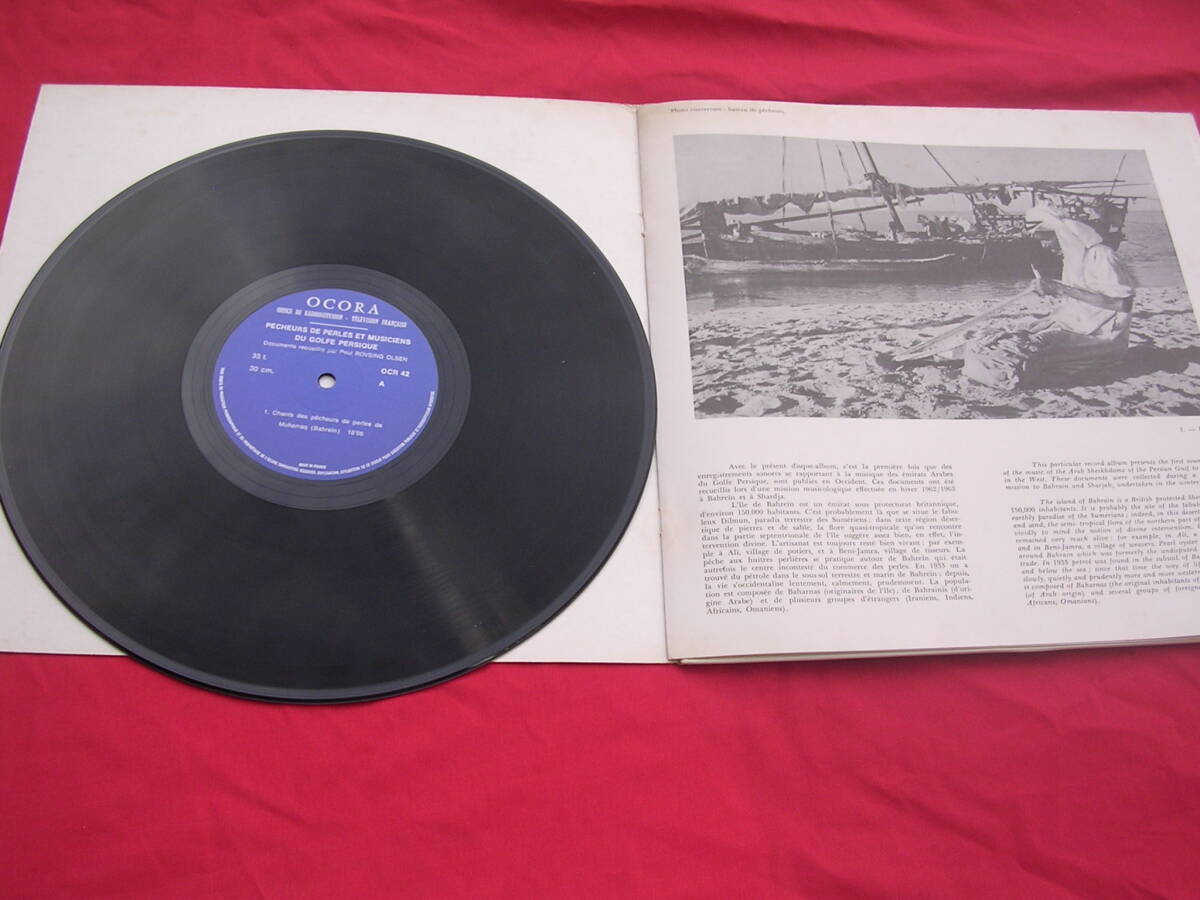 OCORA
OFFICE DE RADIODIFFUSION - TÉLÉVISION FRANÇAISE
PECHEURS DE PERLES ET MUSICIENS
DU GOLFE PERSIQUE
Documents recueillis par Poul ROVSING OLSEN
33 t.
30 cm.
OCR 42
A
1. Chants des pêcheurs de perles de
Muharraq (Bahrein) 18'05
MADE IN FRANCE
Photo couverture : bateau de pêcheurs.
1. —
Avec le présent disque-album, c'est la première fois que des
enregistrements sonores se rapportant à la musique des émirats Arabes
du Golfe Persique, sont publiés en Occident. Ces documents ont été
recueillis lors d'une mission musicologique effectuée en hiver 1962/1963
à Bahreïn et à Shardja.
L'île de Bahreïn est un émirat sous protectorat britannique,
d'environ 150.000 habitants. C'est probablement là que se situe le fabu-
leux Dilmun, paradis terrestre des Sumériens ; dans cette région déser-
tique de pierres et de sable, la flore quasi-tropicale qu'on rencontre
dans la partie septentrionale de l'île suggère assez bien, en effet, l'in-
tervention divine. L'artisanat est toujours resté bien vivant : par exem-
ple à Ali, village de potiers, et à Beni-Jamra, village de tisseurs. La
pêche aux huîtres perlières se pratique autour de Bahreïn qui était
autrefois le centre incontesté du commerce des perles. En 1933 on a
trouvé du pétrole dans le sous-sol terrestre et marin de Bahreïn ; depuis,
la vie s'occidentalise lentement, calmement, prudemment. La popula-
tion est composée de Baharnas (originaires de l'île), de Bahrainis (d'ori-
gine Arabe) et de plusieurs groupes d'étrangers (Iraniens, Indiens,
Africains, Omaniens).
This particular record album presents the first
of the music of the Arab Sheikhdoms of the Persian Gulf
in the West. These documents were collected during a
mission to Bahrain and Sharjah, undertaken in the
The island of Bahrein is a British protected
150,000 inhabitants. It is probably the site of the
earthly paradise of the Sumerians ; indeed, in this
and sand, the semi-tropical flora of the northern part
vividly to mind the notion of divine intervention.
remained very much alive : for example, in Ali, a
and in Beni-Jamra, a village of weavers. Pearl oyster
around Bahrein which was formerly the undisputed
trade. In 1933 petrol was found in the subsoil of
and below the sea ; since that time the way of
slowly, quietly and prudently more and more
is composed of Baharnas (the original inhabitants of
(of Arab origin) and several groups of
Africans, Omanians).